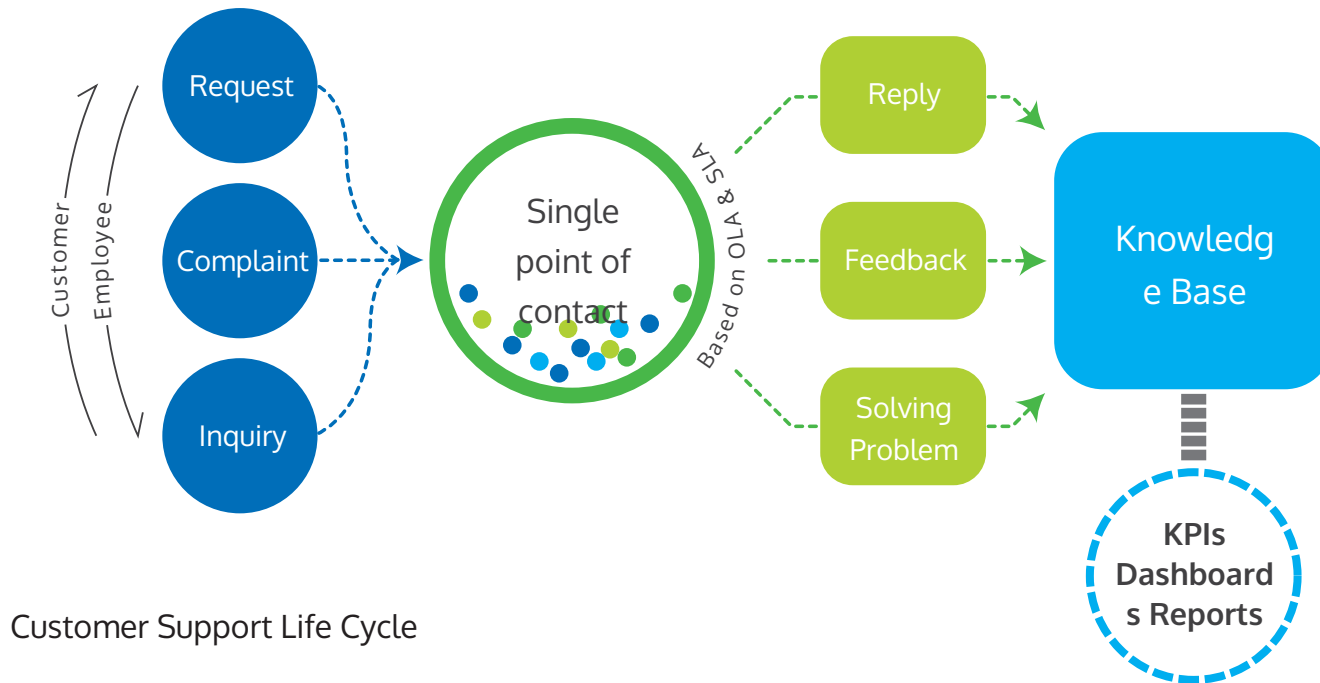 Customer
Employee
Request
Complaint
Inquiry
Single
point of
contact
Based on OLA & SLA
Reply
Feedback
Solving
Problem
Knowledg
e Base
KPIs
Dashboard
s Reports
Customer Support Life Cycle